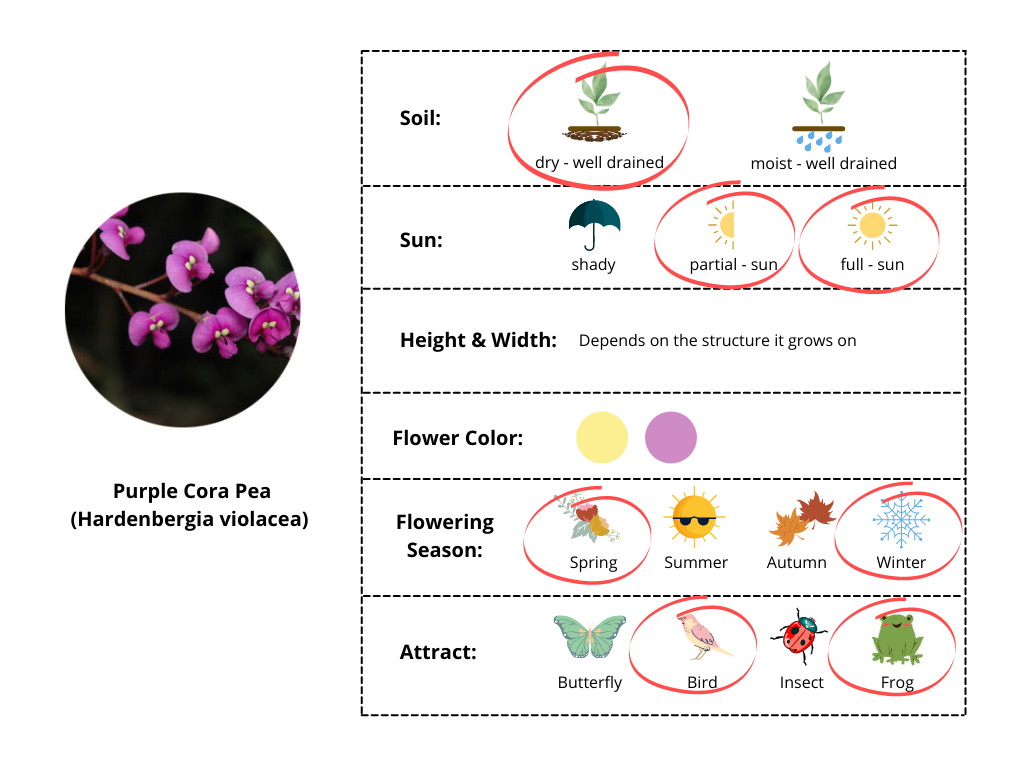 Soil:
dry - well drained
moist - well drained
Sun:
shady
partial - sun
full - sun
Height & Width:
Depends on the structure it grows on
Flower Color:
Purple Cora Pea
(Hardenbergia violacea)
Flowering
Season:
Spring
Summer
Autumn
Winter
Attract:
Butterfly
Bird
Insect
Frog